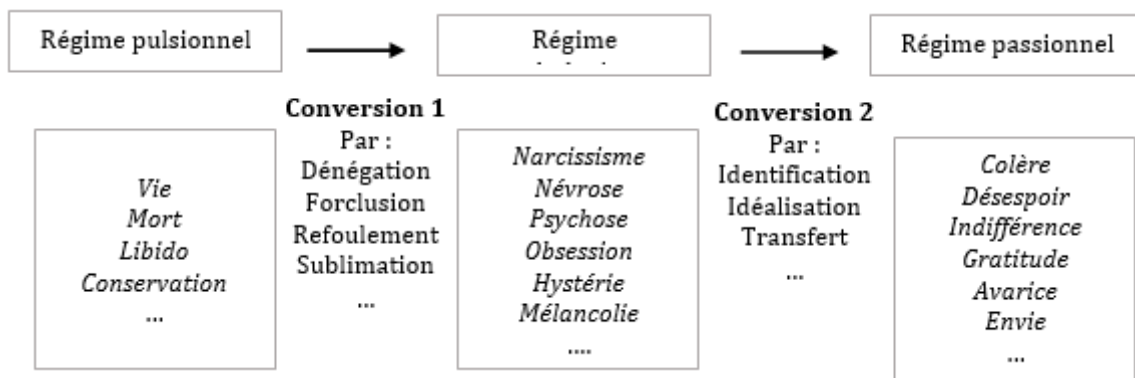 Régime pulsionnel
Régime
Régime passionnel
Conversion 1
Par :
Dénégation
Forclusion
Refoulement
Sublimation
...
Conversion 2
Par :
Identification
Idéalisation
Transfert
...
Vie
Mort
Libido
Conservation
...
Narcissisme
Névrose
Psychose
Obsession
Hystérie
Mélancolie
....
Colère
Désespoir
Indifférence
Gratitude
Avarice
Envie
...